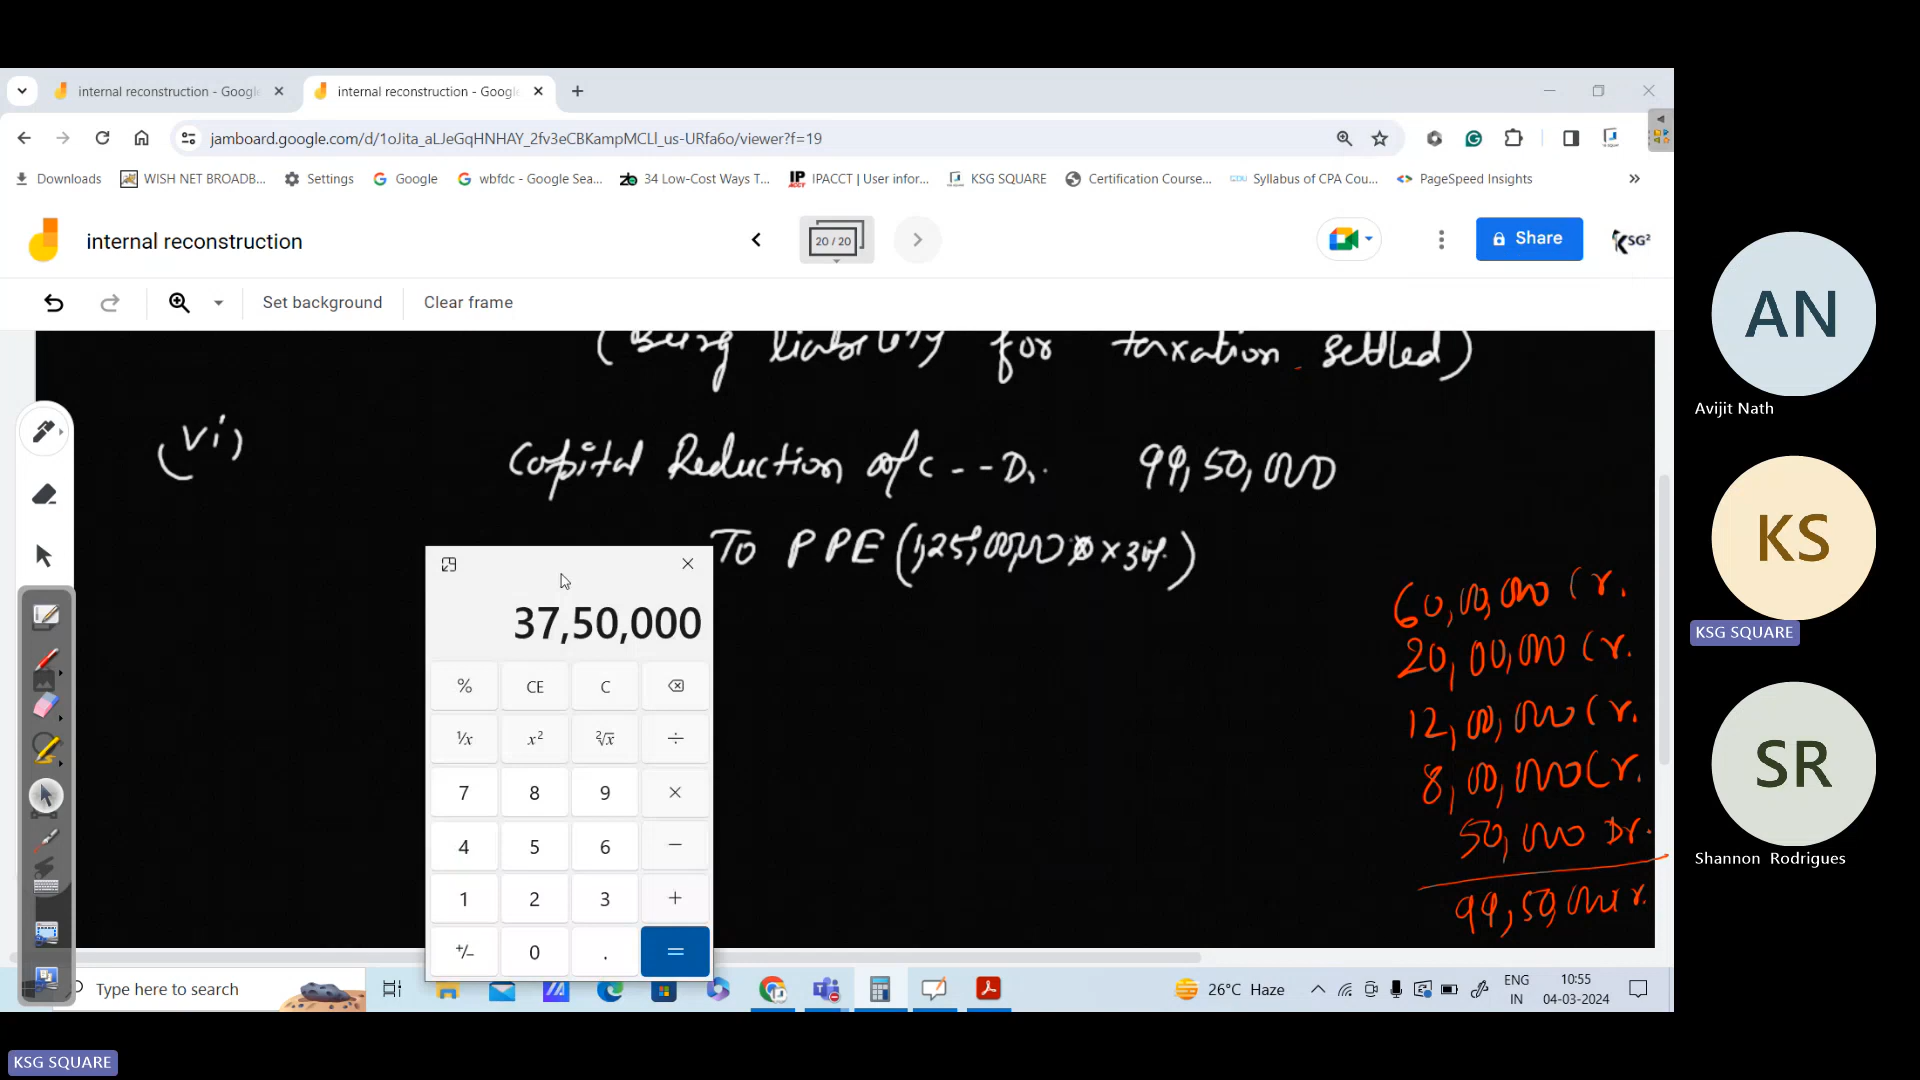 internal reconstruction - Google
internal reconstruction - Google
jamboard.google.com/d/1oJita_aLJeGqHNHAY_2fv3eCBKampMCLl_us-URfa6o/viewer?f=19
Downloads
WISH NET BROADB...
Settings
Google
wbfdc - Google Sea...
34 Low-Cost Ways T...
IPACCT | User infor...
KSG SQUARE
Certification Course...
Syllabus of CPA Cou...
PageSpeed Insights
»
internal reconstruction
20 / 20
Share
KSG²
Set background
Clear frame
(Being liability for taxation settled)
(vi)
Capital Reduction a/c -- Dr. 99,50,000
To PPE (1,25,00,000 × 30%)
60,00,000 Cr.
20,00,000 Cr.
12,00,000 Cr.
8,00,000 Cr.
50,000 Dr.
99,50,000 Cr.
37,50,000
% CE C
1/x x² ²√x ÷
7 8 9 ×
4 5 6 −
1 2 3 +
+/− 0 . =
Type here to search
26°C Haze
ENG
IN
10:55
04-03-2024
AN
Avijit Nath
KS
KSG SQUARE
SR
Shannon Rodrigues
KSG SQUARE